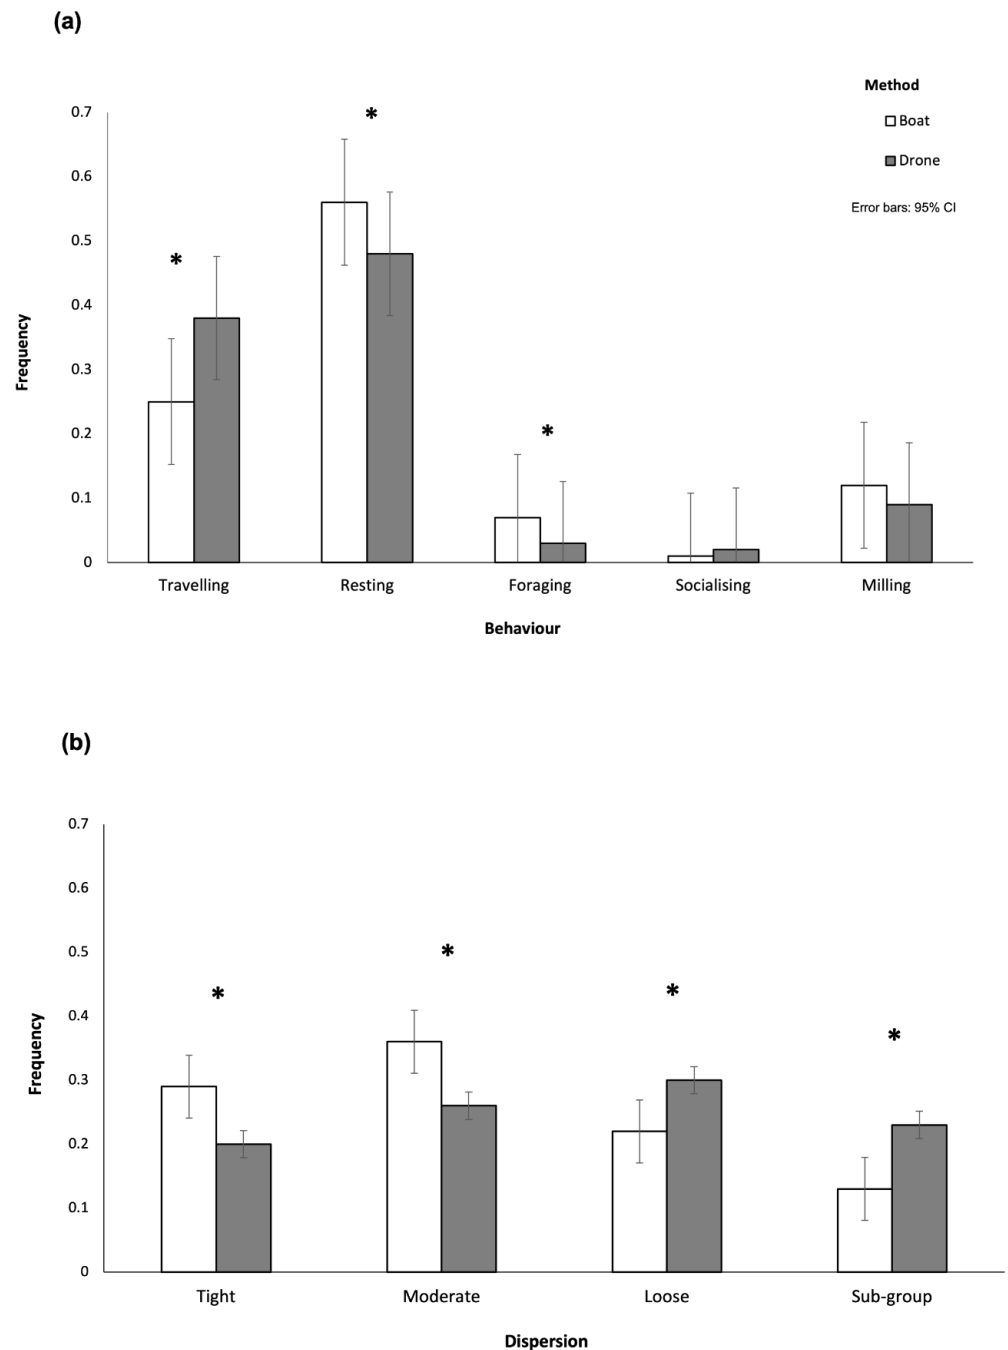 (a)
Method
Boat
Drone
Error bars: 95% CI
0.7
*
0.6
0.5
*
0.4
0.3
0.2
*
0.1
0
Frequency
Travelling Resting Foraging Socialising Milling
Behaviour
(b)
0.7
0.6
0.5
*
0.4
* * *
0.3
0.2
0.1
0
Frequency
Tight Moderate Loose Sub-group
Dispersion